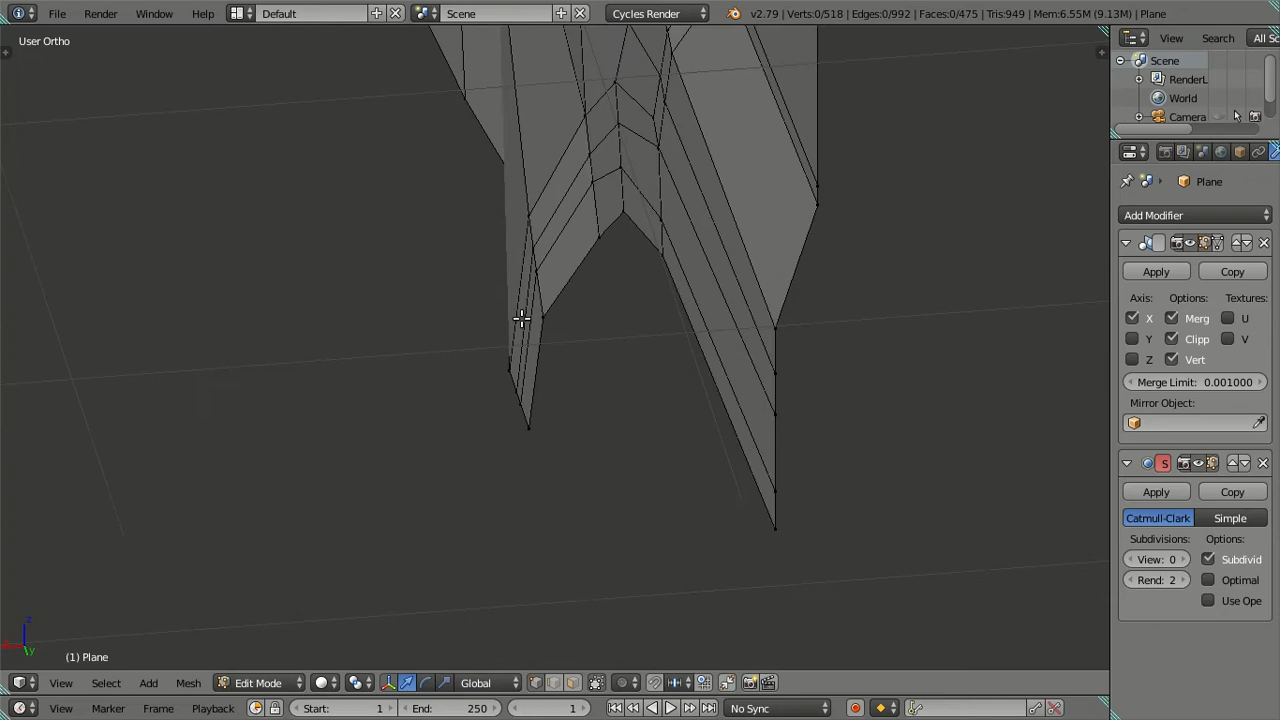 File Render Window Help Default Scene Cycles Render v2.79 | Verts:0/518 | Edges:0/992 | Faces:0/475 | Tris:949 | Mem:6.55M (9.13M) | Plane
User Ortho
View Search All Sc
Scene
RenderL
World
Camera
Plane
Add Modifier
Apply Copy
Axis: Options: Textures:
X Merg U
Y Clipp V
Z Vert
Merge Limit: 0.001000
Mirror Object:
S
Apply Copy
Catmull-Clark Simple
Subdivisions: Options:
View: 0 Subdivid
Rend: 2 Optimal
Use Ope
z
y
(1) Plane
View Select Add Mesh Edit Mode Global
View Marker Frame Playback Start: 1 End: 250 1 No Sync